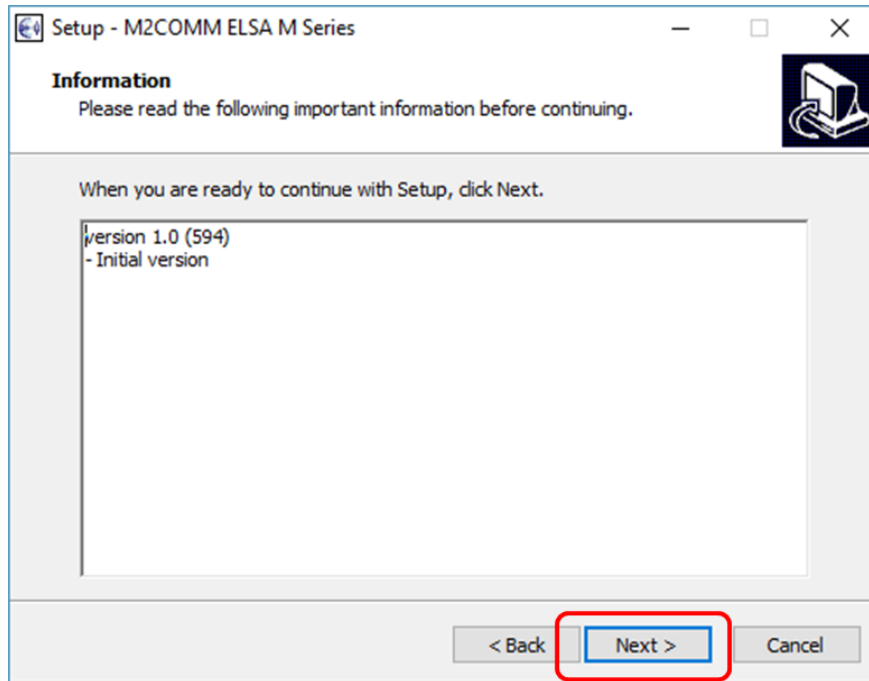 Setup - M2COMM ELSA M Series
Information
Please read the following important information before continuing.
When you are ready to continue with Setup, click Next.
version 1.0 (594)
- Initial version
< Back Next > Cancel